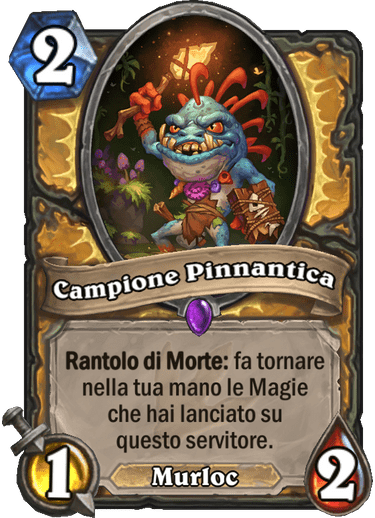 2
Campione Pinnantica
Rantolo di Morte: fa tornare
nella tua mano le Magie
che hai lanciato su
questo servitore.
Murloc
1
2